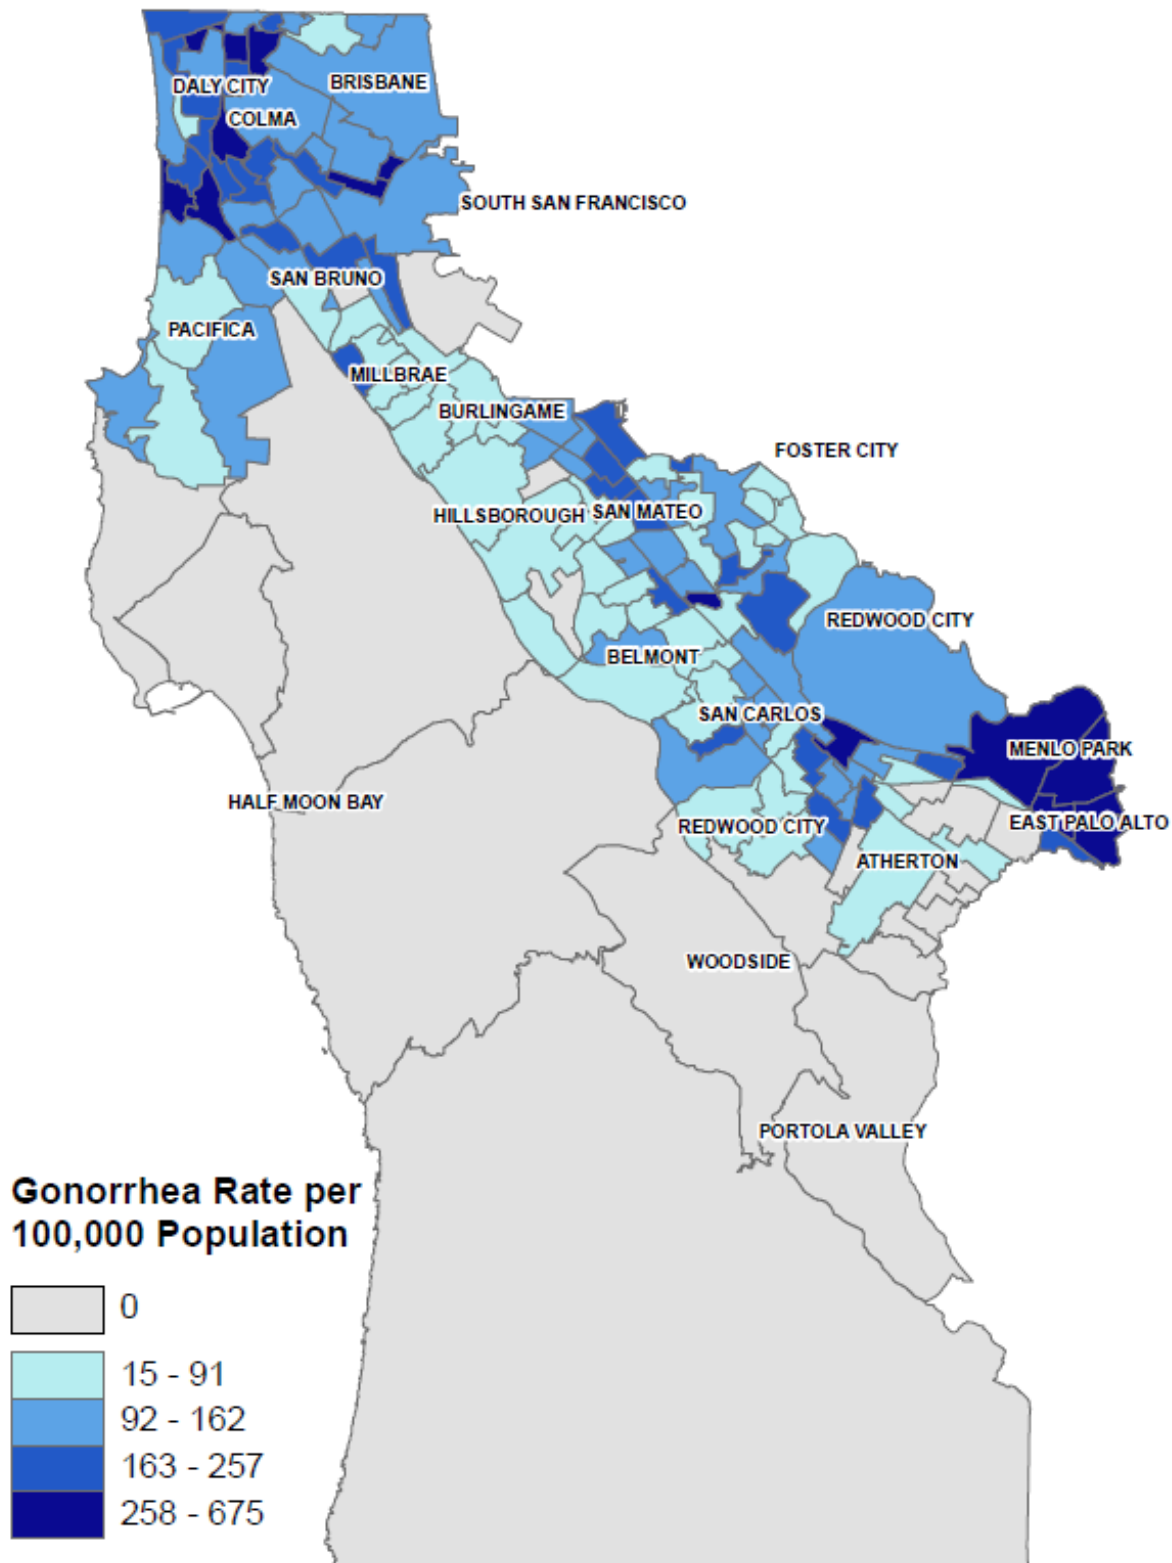 DALY CITY
BRISBANE
COLMA
SOUTH SAN FRANCISCO
SAN BRUNO
PACIFICA
MILLBRAE
BURLINGAME
FOSTER CITY
HILLSBOROUGH
SAN MATEO
REDWOOD CITY
BELMONT
SAN CARLOS
MENLO PARK
HALF MOON BAY
REDWOOD CITY
EAST PALO ALTO
ATHERTON
WOODSIDE
PORTOLA VALLEY
Gonorrhea Rate per
100,000 Population
0
15 - 91
92 - 162
163 - 257
258 - 675